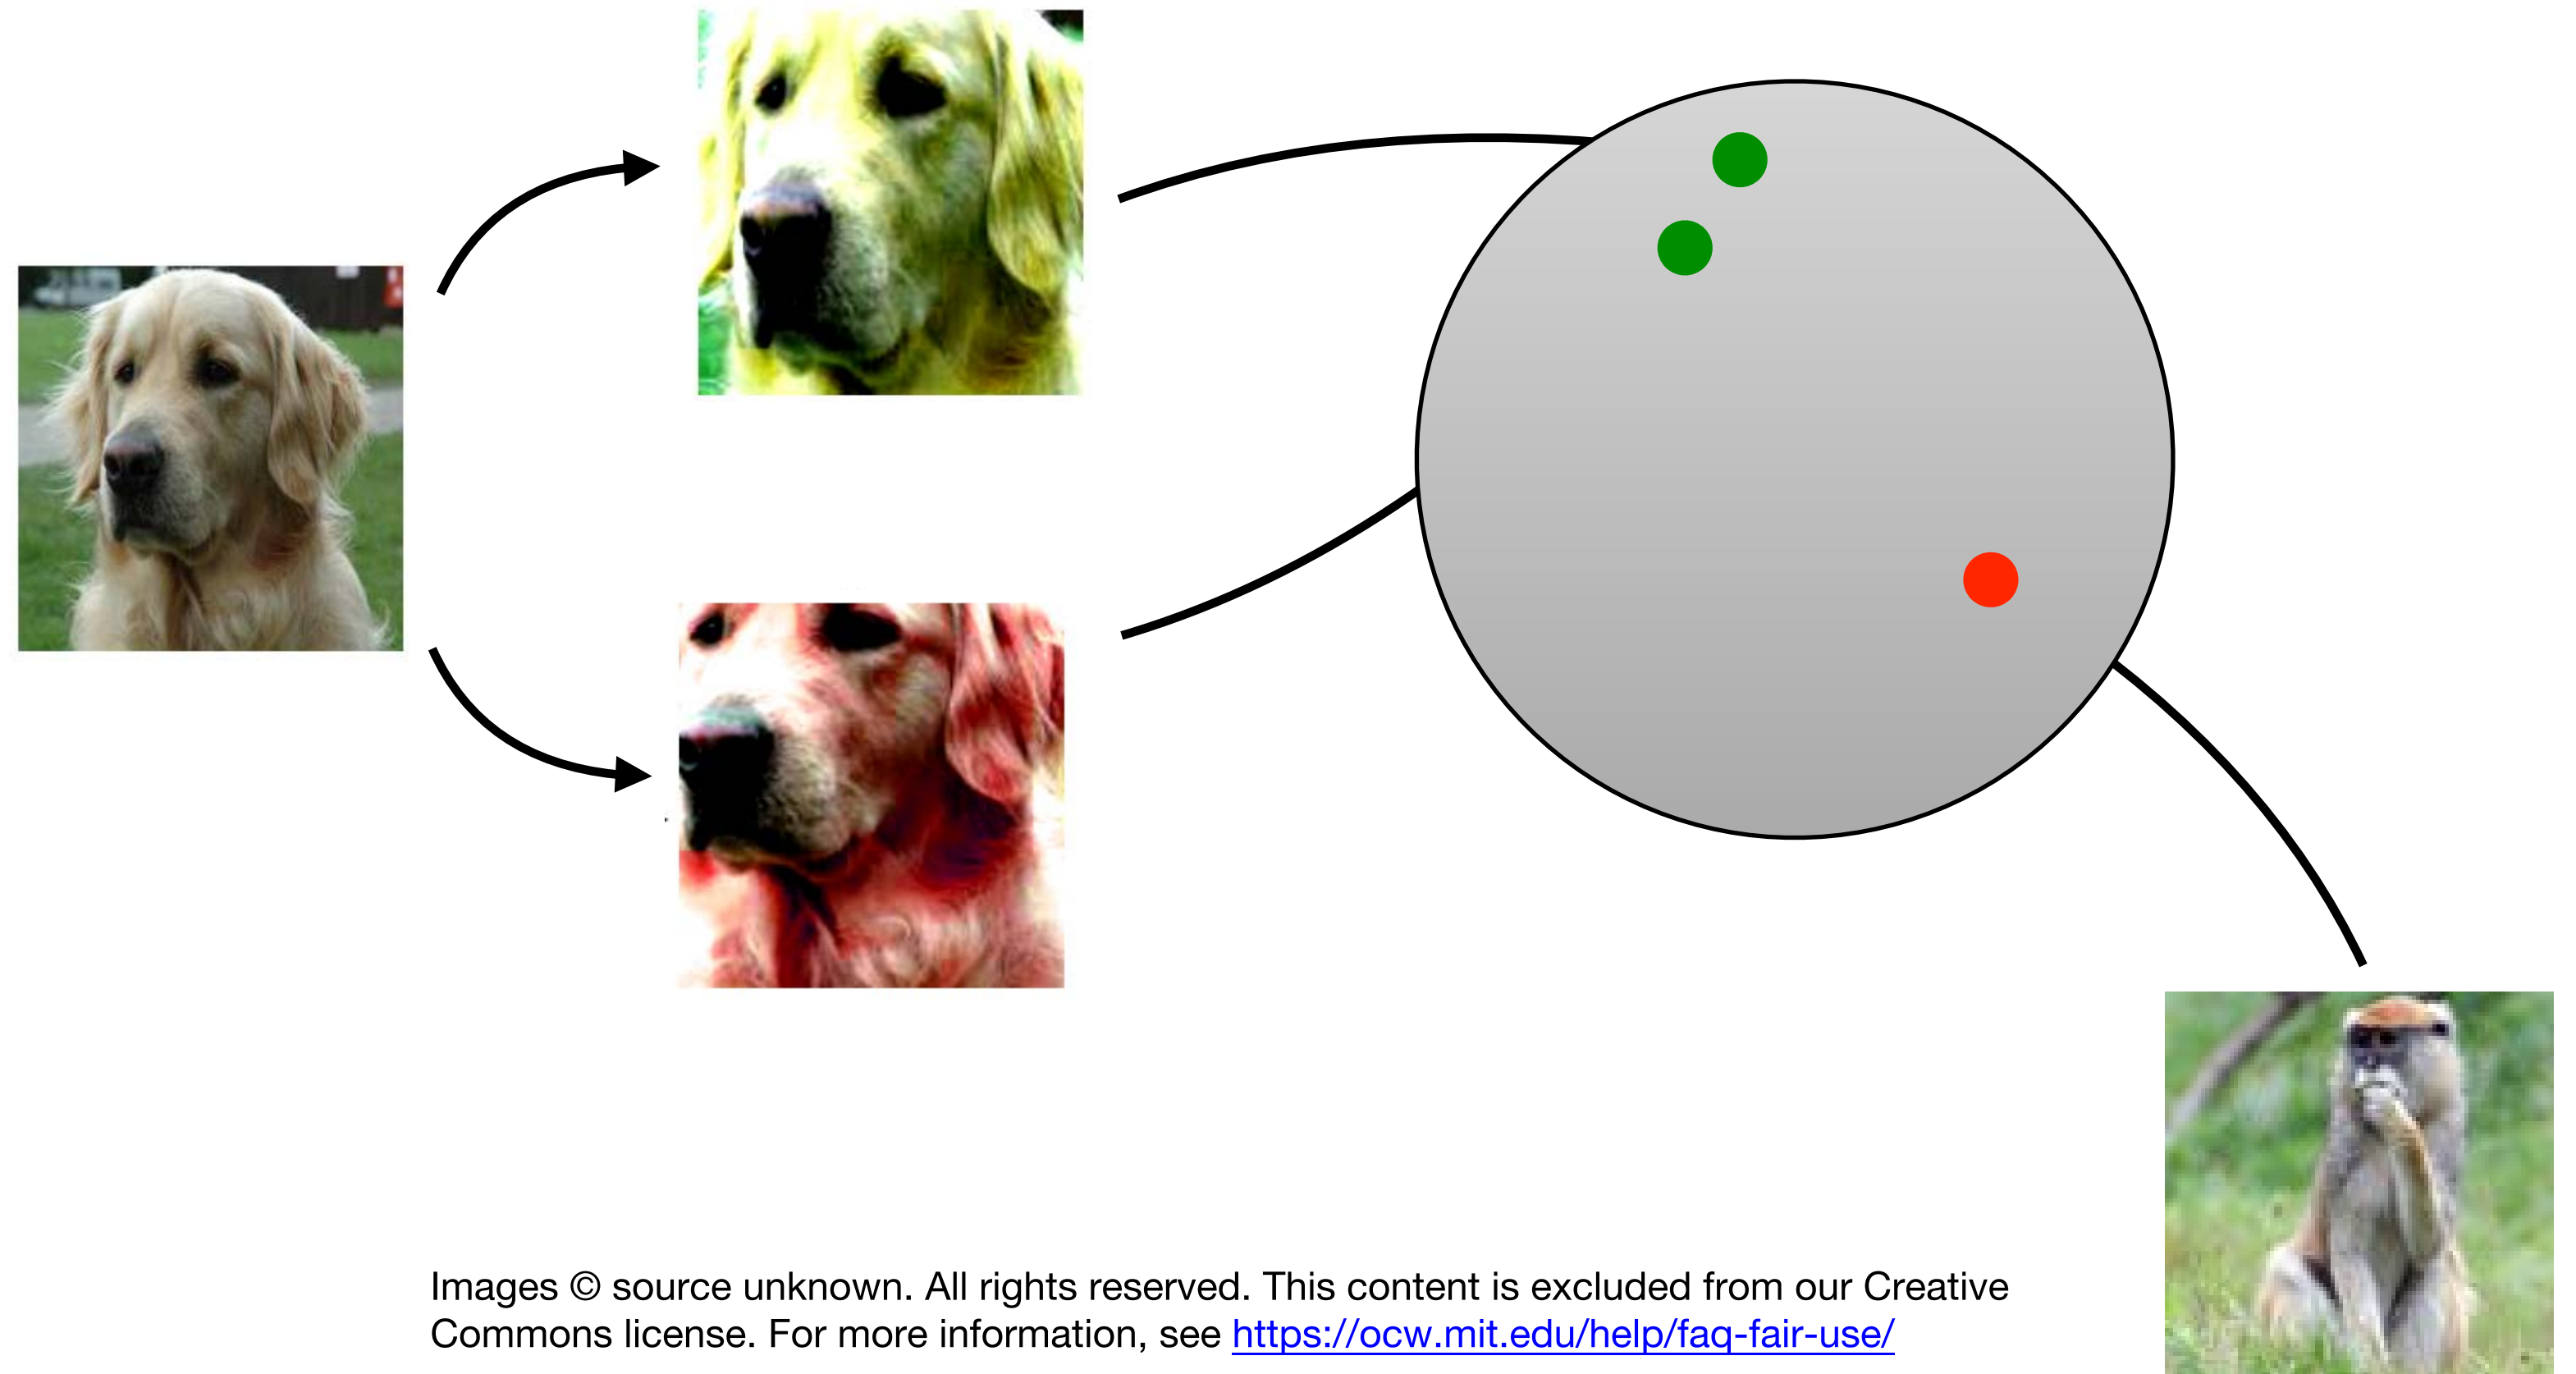 Images © source unknown. All rights reserved. This content is excluded from our Creative
Commons license. For more information, see https://ocw.mit.edu/help/faq-fair-use/